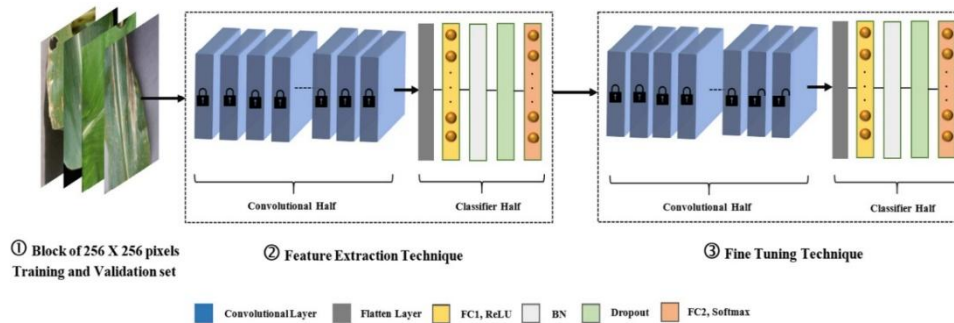 Convolutional Half
Classifier Half
Convolutional Half
Classifier Half
① Block of 256 X 256 pixels
Training and Validation set
② Feature Extraction Technique
③ Fine Tuning Technique
Convolutional Layer
Flatten Layer
FC1, ReLU
BN
Dropout
FC2, Softmax